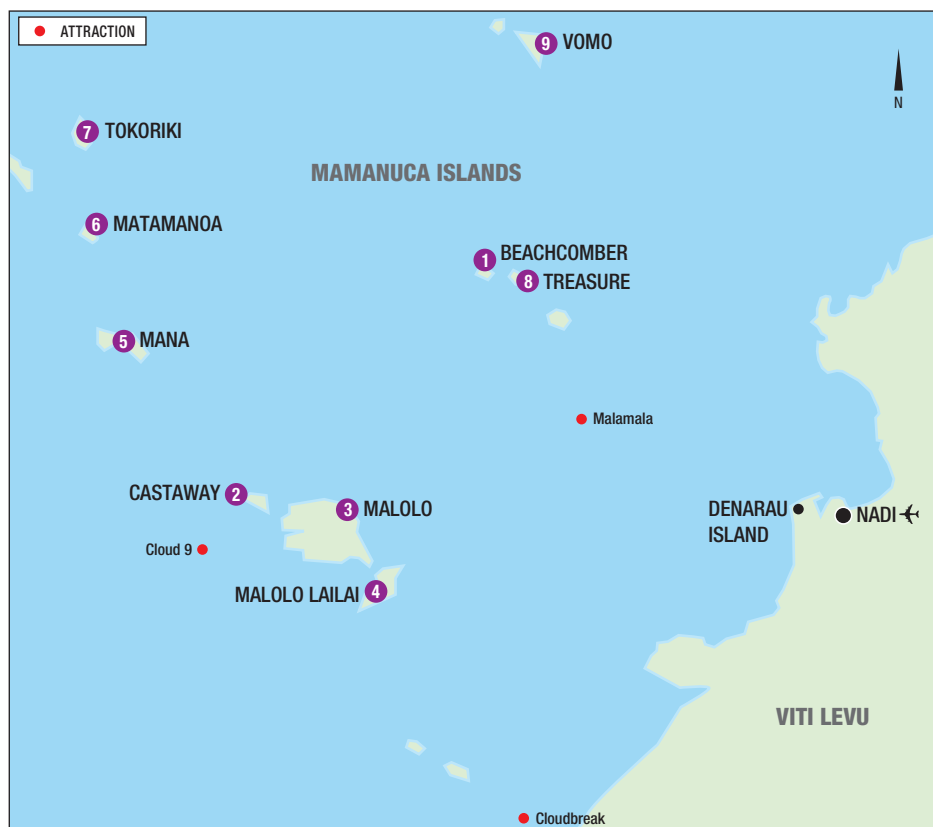 ATTRACTION
9 VOMO
N
7 TOKORIKI
MAMANUCA ISLANDS
6 MATAMANOA
1 BEACHCOMBER
8 TREASURE
5 MANA
Malamala
CASTAWAY 2
3 MALOLO
DENARAU
ISLAND
NADI
Cloud 9
MALOLO LAILAI 4
VITI LEVU
Cloudbreak